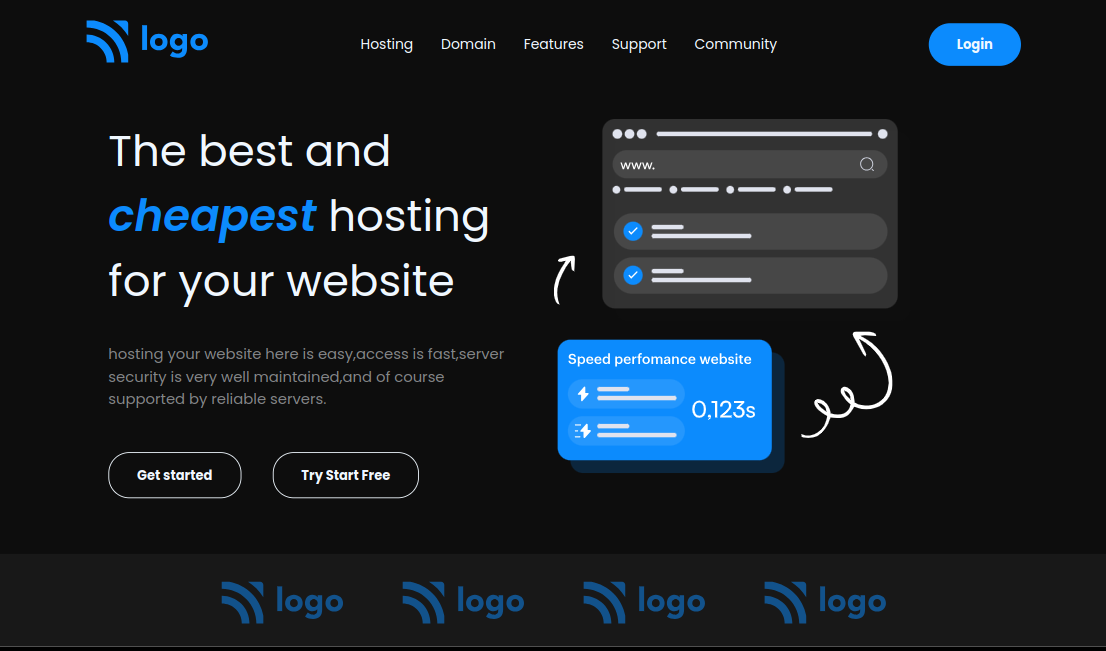 logo
Hosting Domain Features Support Community
Login
The best and
cheapest hosting
for your website
hosting your website here is easy,access is fast,server
security is very well maintained,and of course
supported by reliable servers.
Get started Try Start Free
www.
Speed perfomance website
0,123s
logo logo logo logo